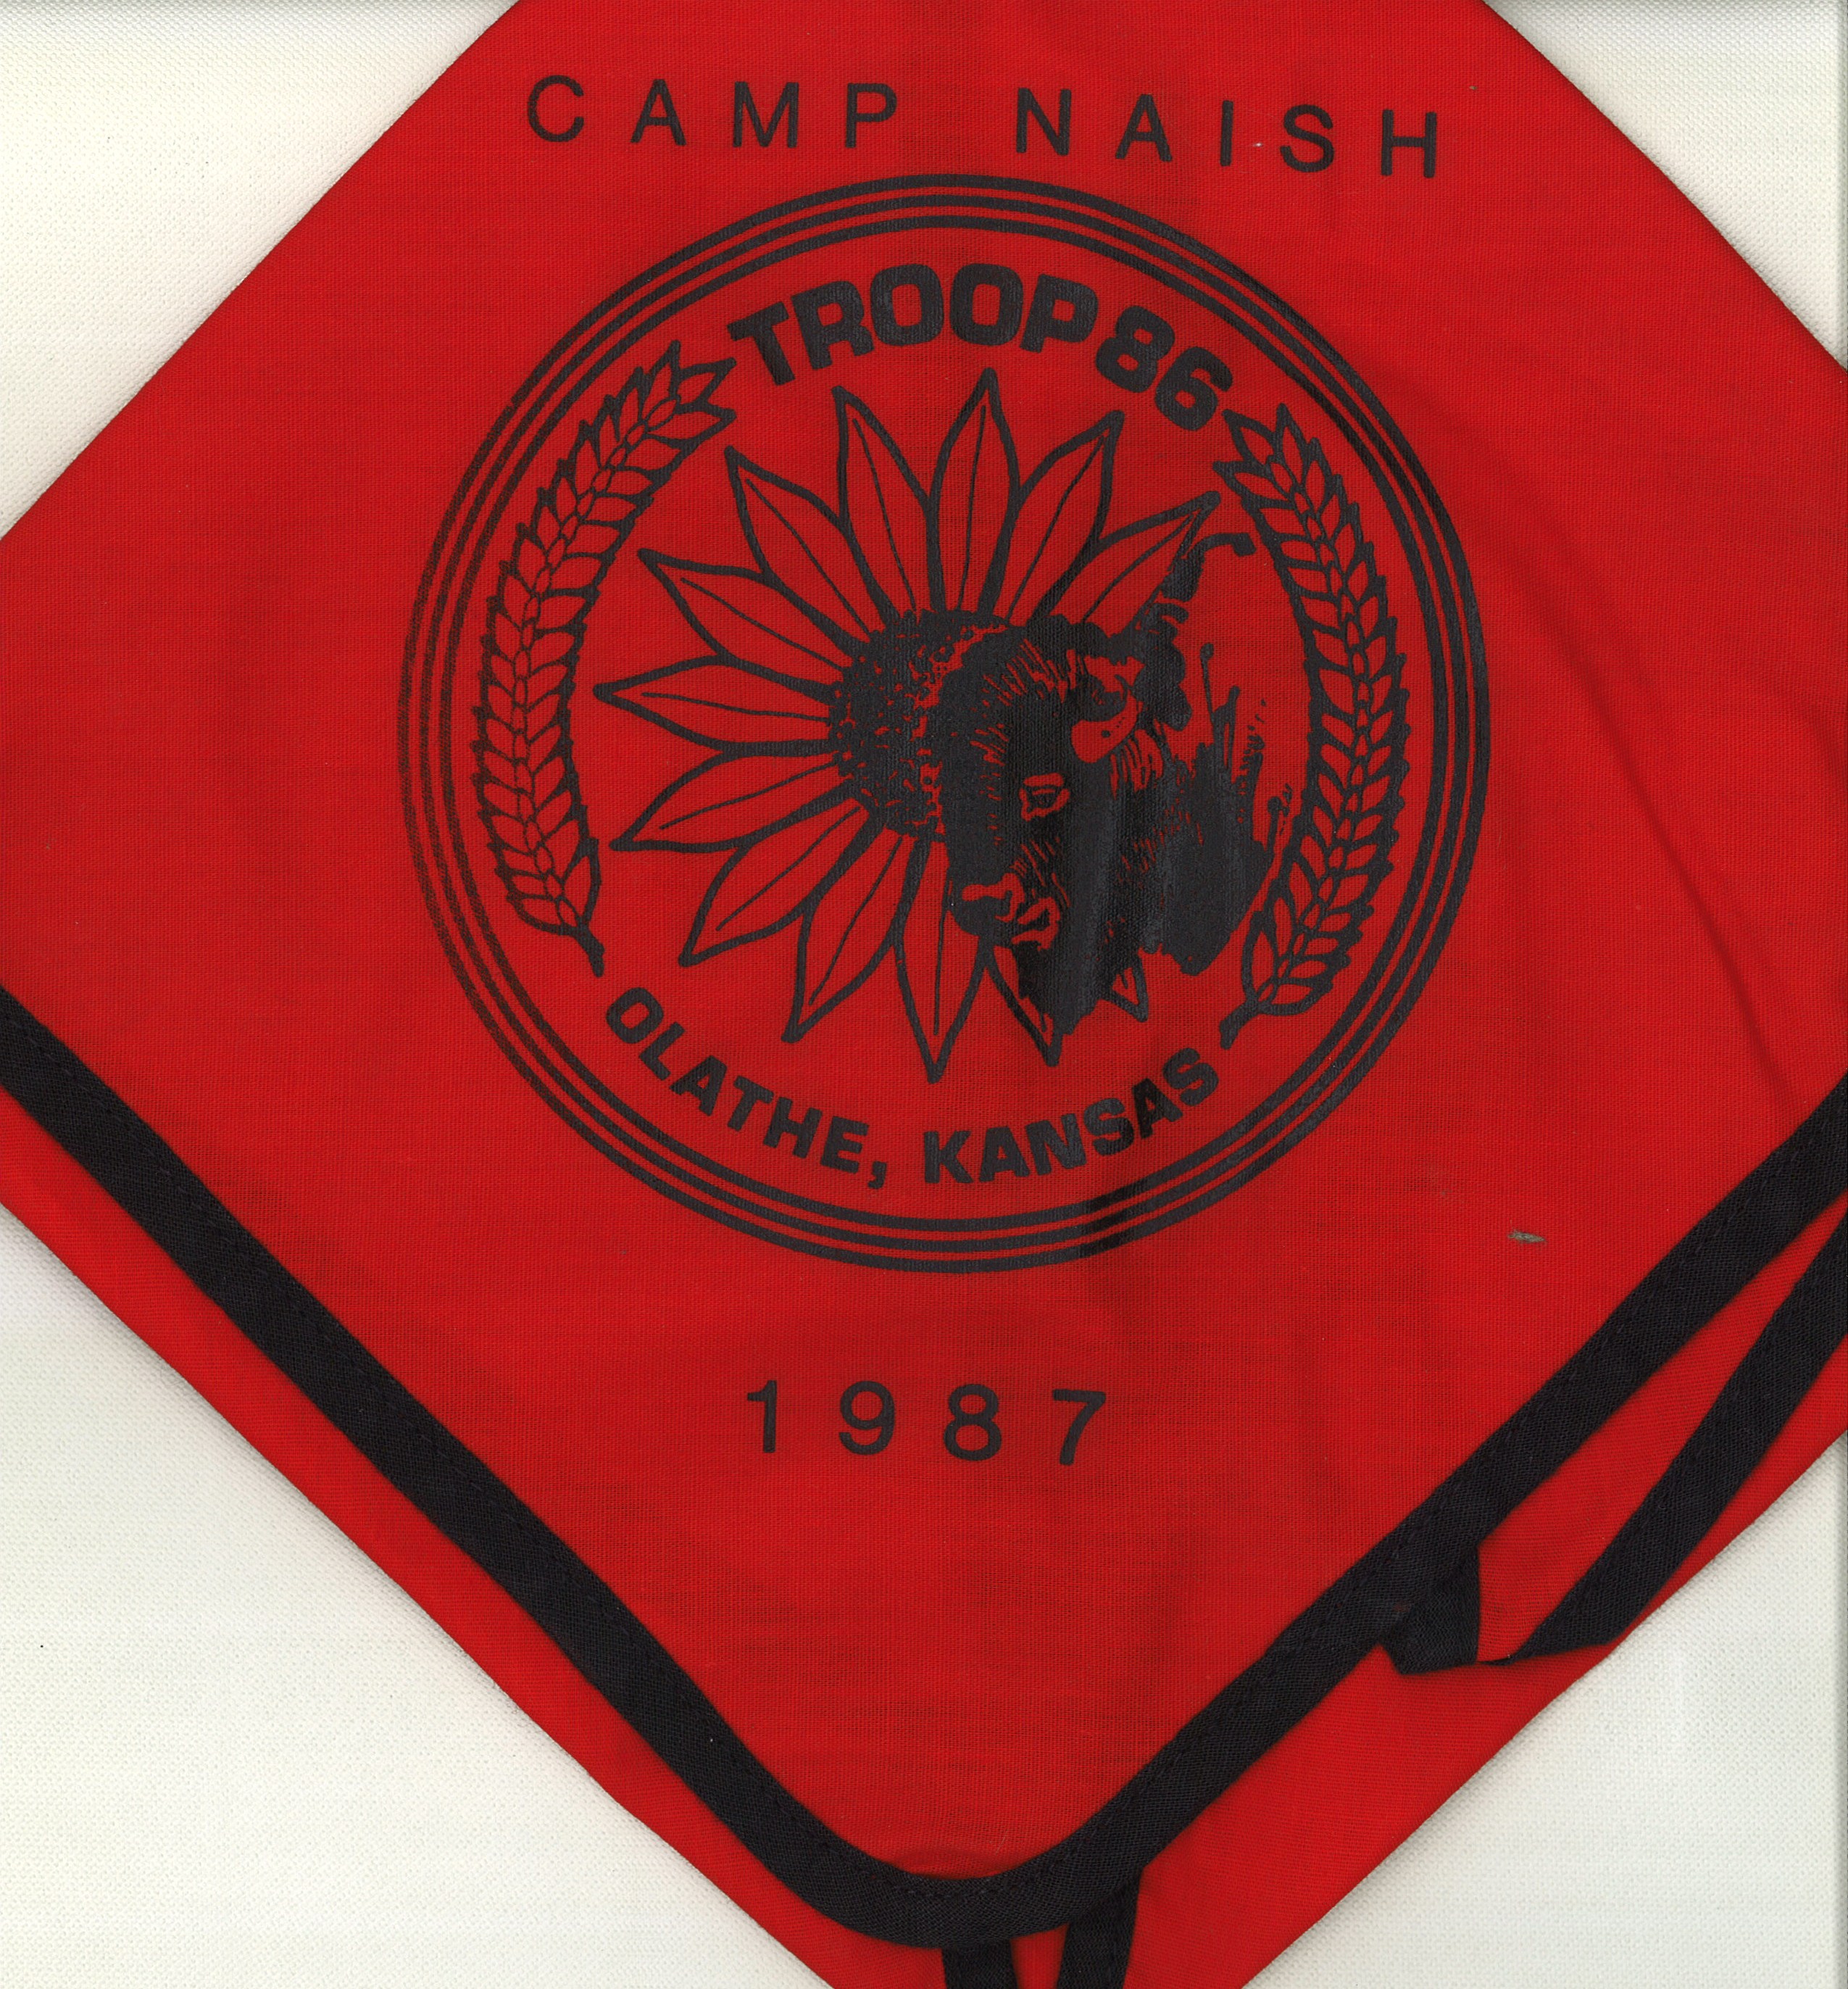 CAMP NAISH
TROOP 86
OLATHE, KANSAS
1987